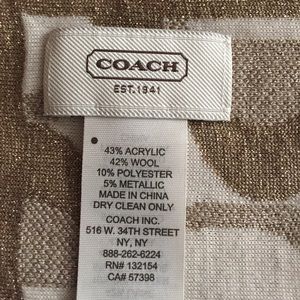 COACH
EST. 1941
43% ACRYLIC
42% WOOL
10% POLYESTER
5% METALLIC
MADE IN CHINA
DRY CLEAN ONLY
COACH INC.
516 W. 34TH STREET
NY, NY
888-262-6224
RN# 132154
CA# 57398